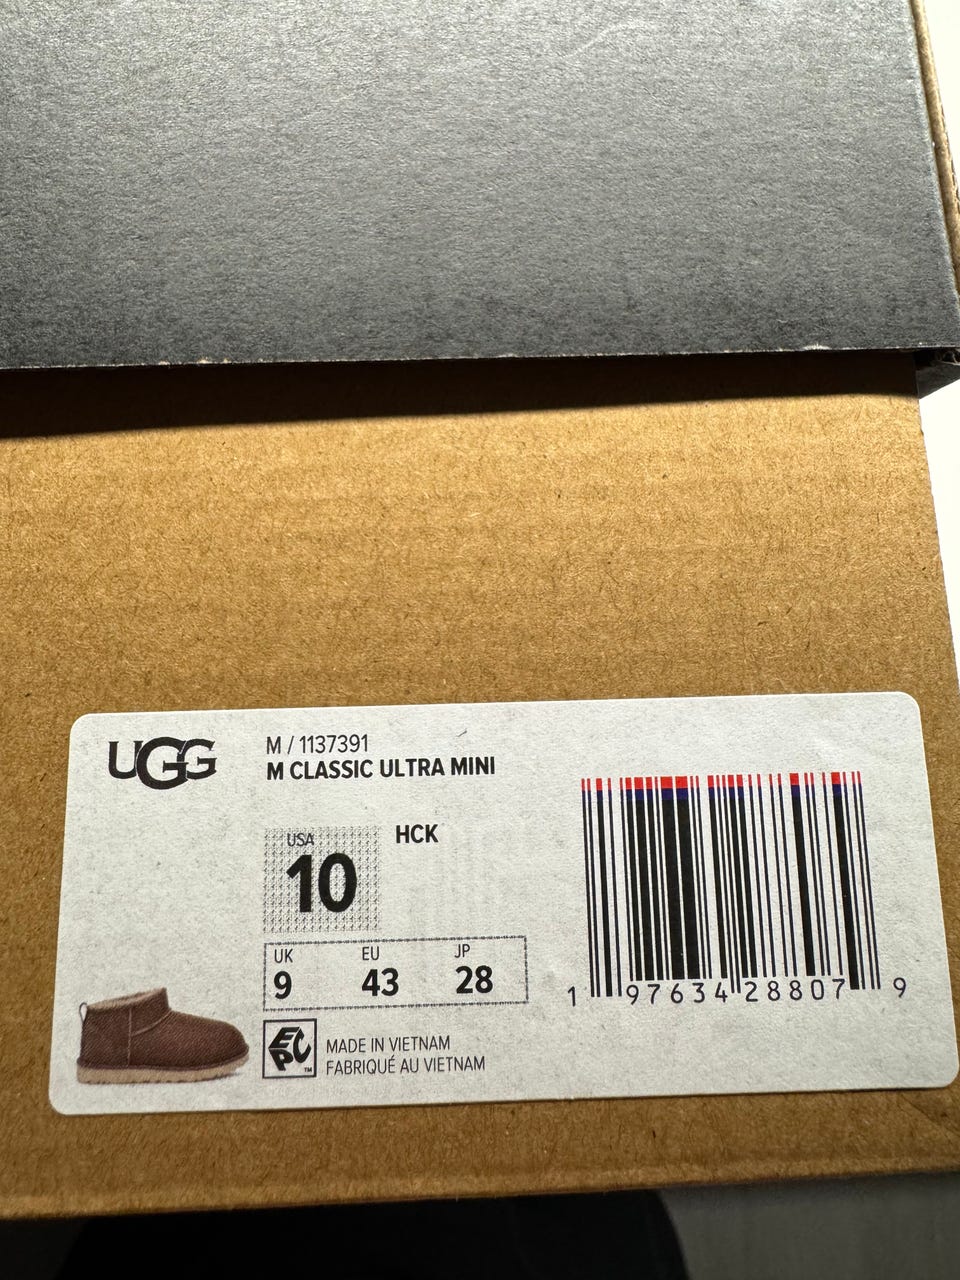 UGG
M / 1137391
M CLASSIC ULTRA MINI
USA
10
HCK
UK EU JP
9 43 28
1 97634 28807 9
EPC™
MADE IN VIETNAM
FABRIQUÉ AU VIETNAM